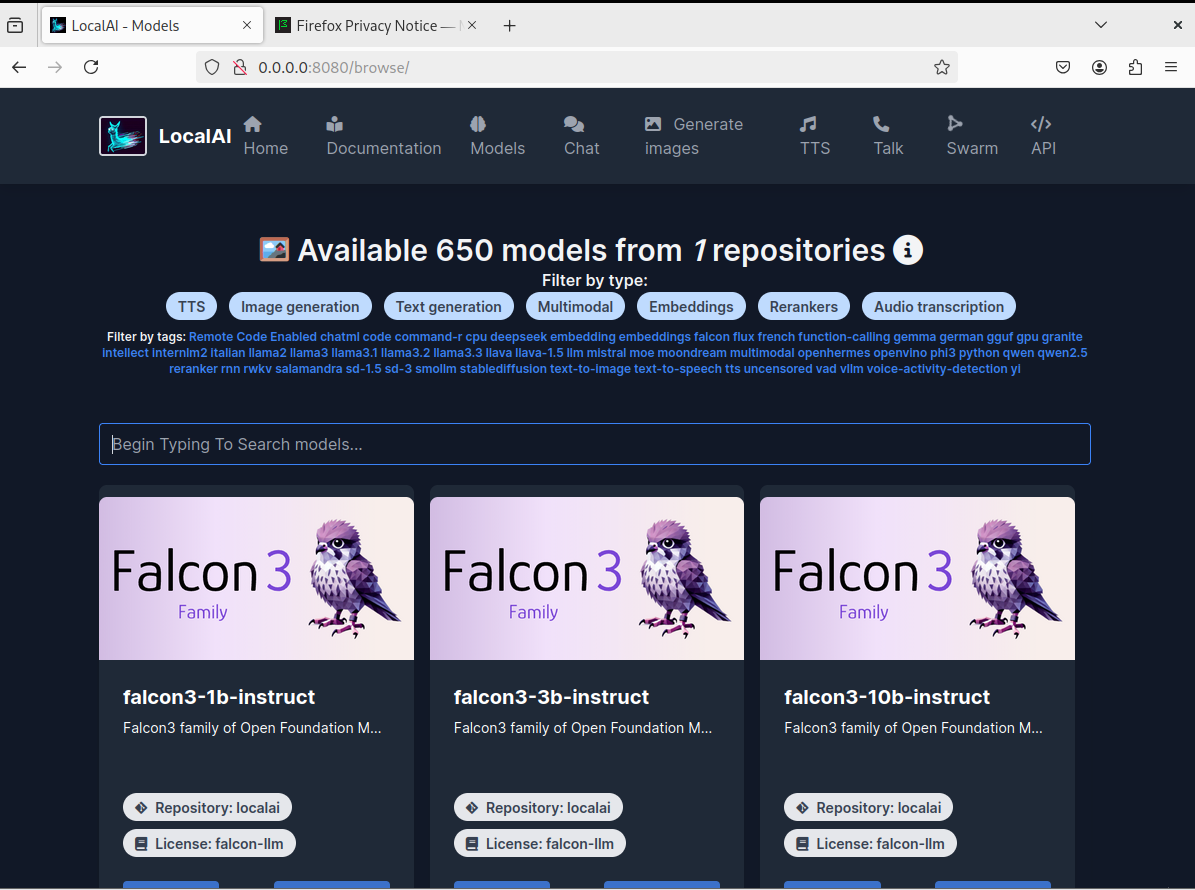 LocalAI - Models
Firefox Privacy Notice —
0.0.0.0:8080/browse/
LocalAI
Home
Documentation
Models
Chat
Generate
images
TTS
Talk
Swarm
API
Available 650 models from 1 repositories
Filter by type:
TTS
Image generation
Text generation
Multimodal
Embeddings
Rerankers
Audio transcription
Filter by tags: Remote Code Enabled chatml code command-r cpu deepseek embedding embeddings falcon flux french function-calling gemma german gguf gpu granite
intellect internlm2 italian llama2 llama3 llama3.1 llama3.2 llama3.3 llava llava-1.5 llm mistral moe moondream multimodal openhermes openvino phi3 python qwen qwen2.5
reranker rnn rwkv salamandra sd-1.5 sd-3 smollm stablediffusion text-to-image text-to-speech tts uncensored vad vllm voice-activity-detection yi
Begin Typing To Search models...
Falcon 3
Family
Falcon 3
Family
Falcon 3
Family
falcon3-1b-instruct
falcon3-3b-instruct
falcon3-10b-instruct
Falcon3 family of Open Foundation M...
Falcon3 family of Open Foundation M...
Falcon3 family of Open Foundation M...
Repository: localai
Repository: localai
Repository: localai
License: falcon-llm
License: falcon-llm
License: falcon-llm